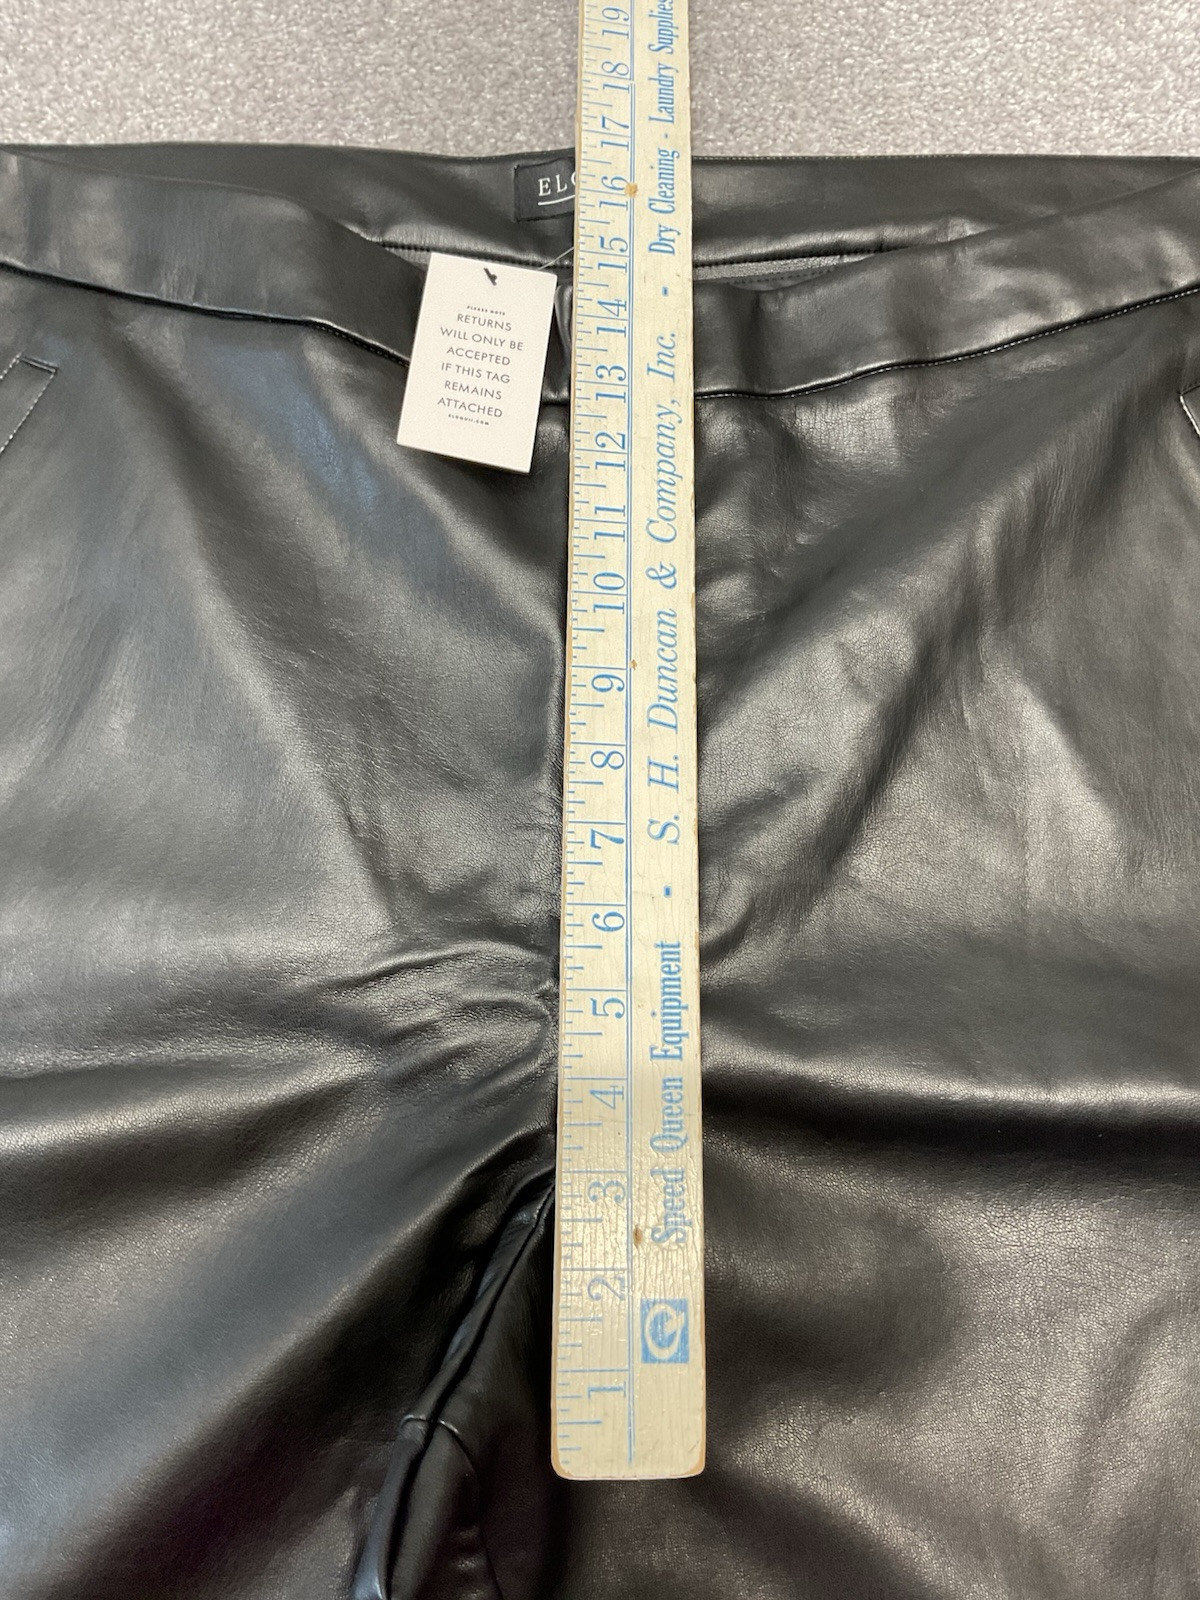 ELO
PLEASE NOTE
RETURNS
WILL ONLY BE
ACCEPTED
IF THIS TAG
REMAINS
ATTACHED
ELOQUII.COM
1 2 3 4 5 6 7 8 9 10 11 12 13 14 15 16 17 18 19
Speed Queen Equipment - S. H. Duncan & Company, Inc. - Dry Cleaning - Laundry Supplies